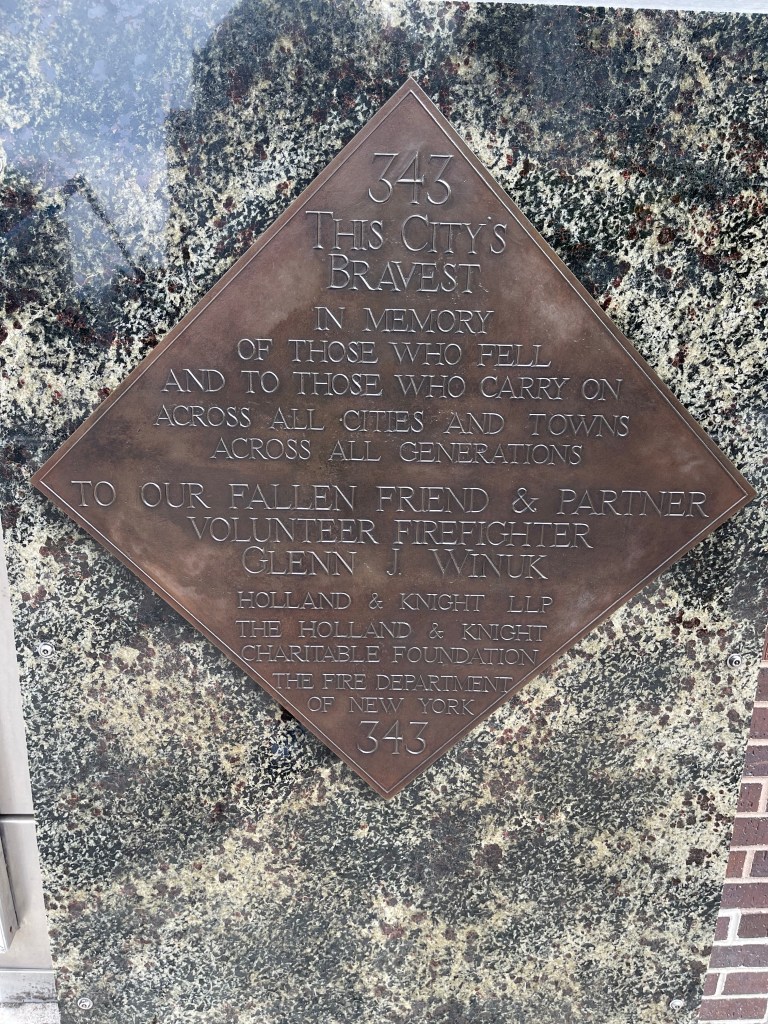 343
THIS CITY'S
BRAVEST
IN MEMORY
OF THOSE WHO FELL
AND TO THOSE WHO CARRY ON
ACROSS ALL CITIES AND TOWNS
ACROSS ALL GENERATIONS
TO OUR FALLEN FRIEND & PARTNER
VOLUNTEER FIREFIGHTER
GLENN J. WINUK
HOLLAND & KNIGHT LLP
THE HOLLAND & KNIGHT
CHARITABLE FOUNDATION
THE FIRE DEPARTMENT
OF NEW YORK
343